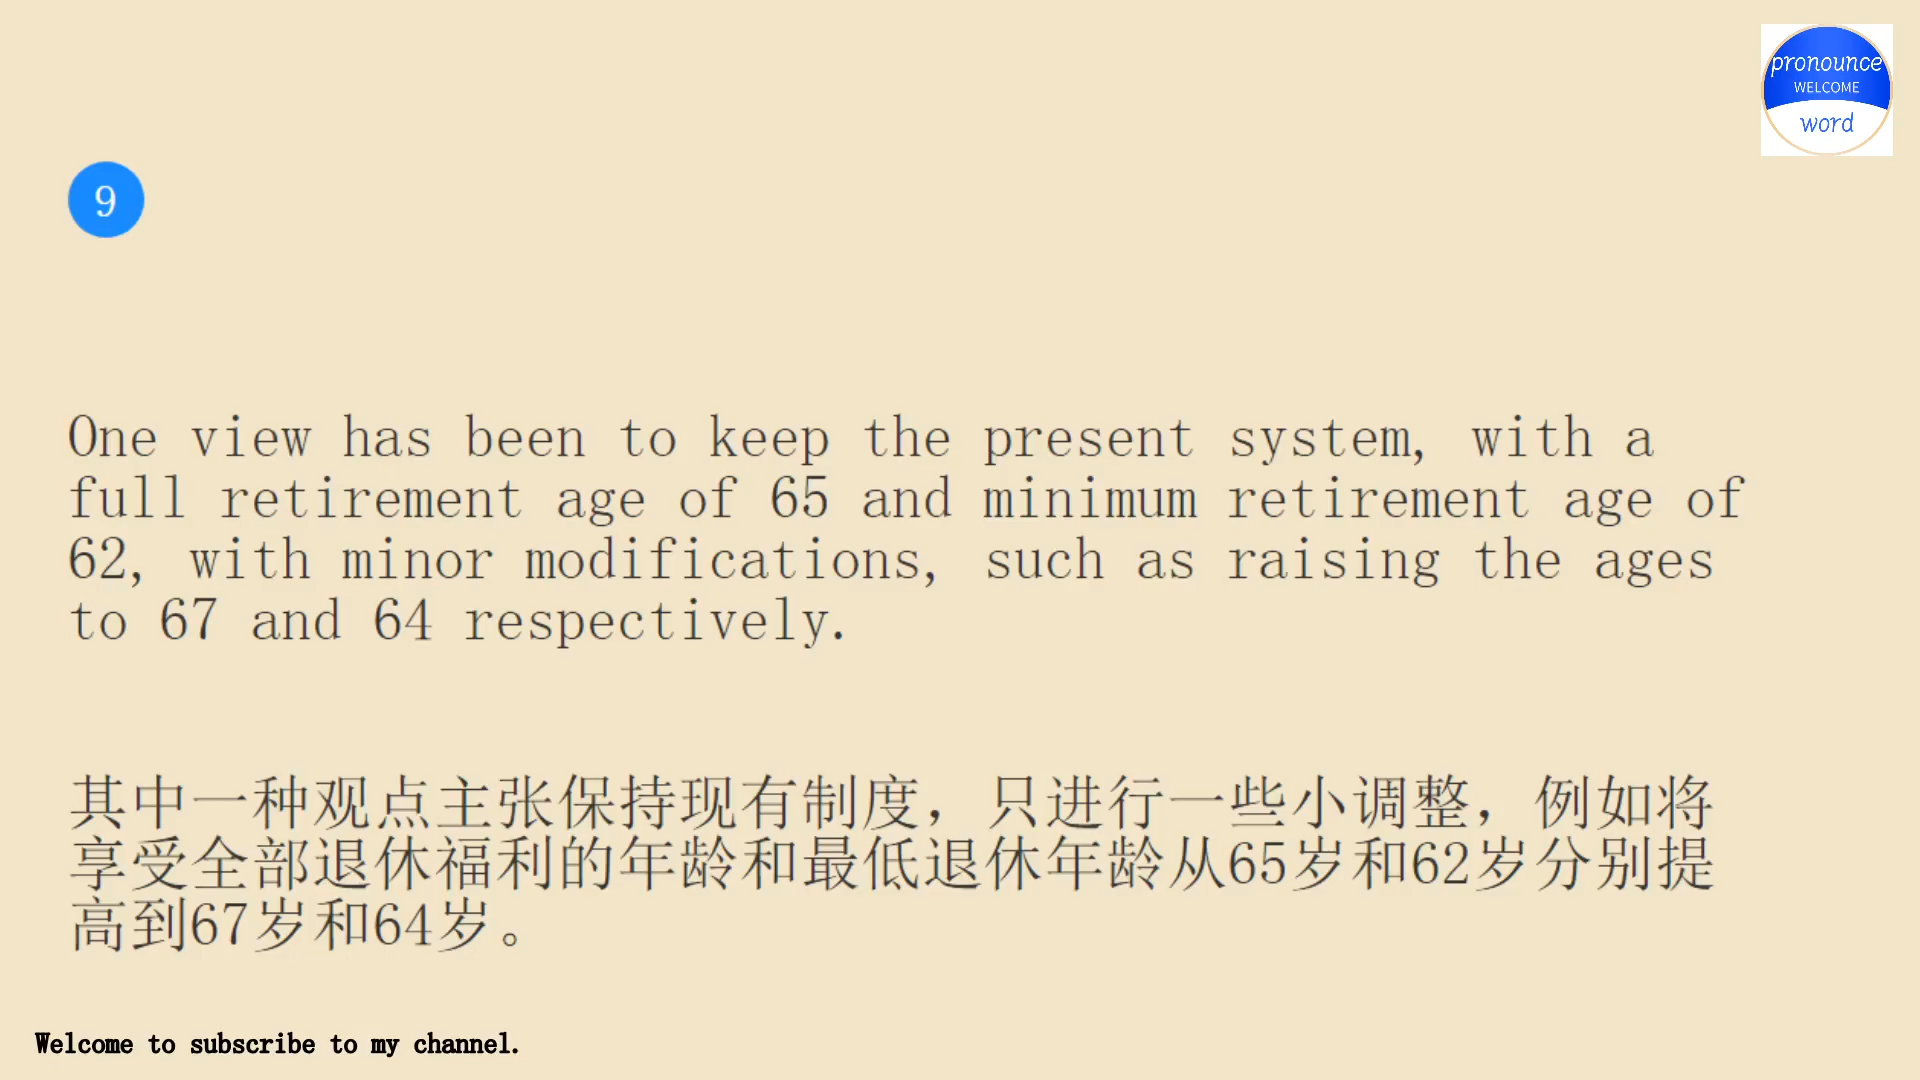 pronounce
WELCOME
word
9
One view has been to keep the present system, with a
full retirement age of 65 and minimum retirement age of
62, with minor modifications, such as raising the ages
to 67 and 64 respectively.
其中一种观点主张保持现有制度，只进行一些小调整，例如将
享受全部退休福利的年龄和最低退休年龄从65岁和62岁分别提
高到67岁和64岁。
Welcome to subscribe to my channel.